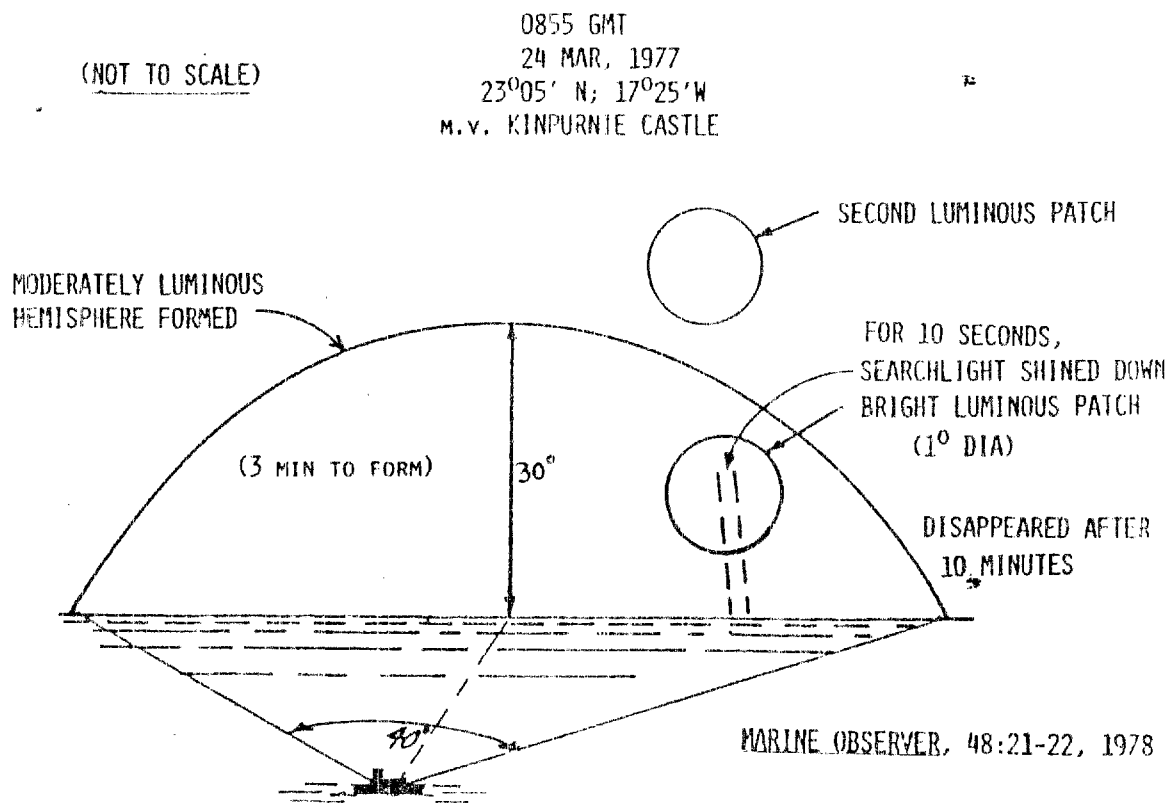 0855 GMT
24 MAR, 1977
(NOT TO SCALE)
23°05' N; 17°25'W
M.V. KINPURNIE CASTLE
SECOND LUMINOUS PATCH
MODERATELY LUMINOUS
HEMISPHERE FORMED
FOR 10 SECONDS,
SEARCHLIGHT SHINED DOWN
BRIGHT LUMINOUS PATCH
(1° DIA)
(3 MIN TO FORM)
30°
DISAPPEARED AFTER
10 MINUTES
40°
MARINE OBSERVER, 48:21-22, 1978